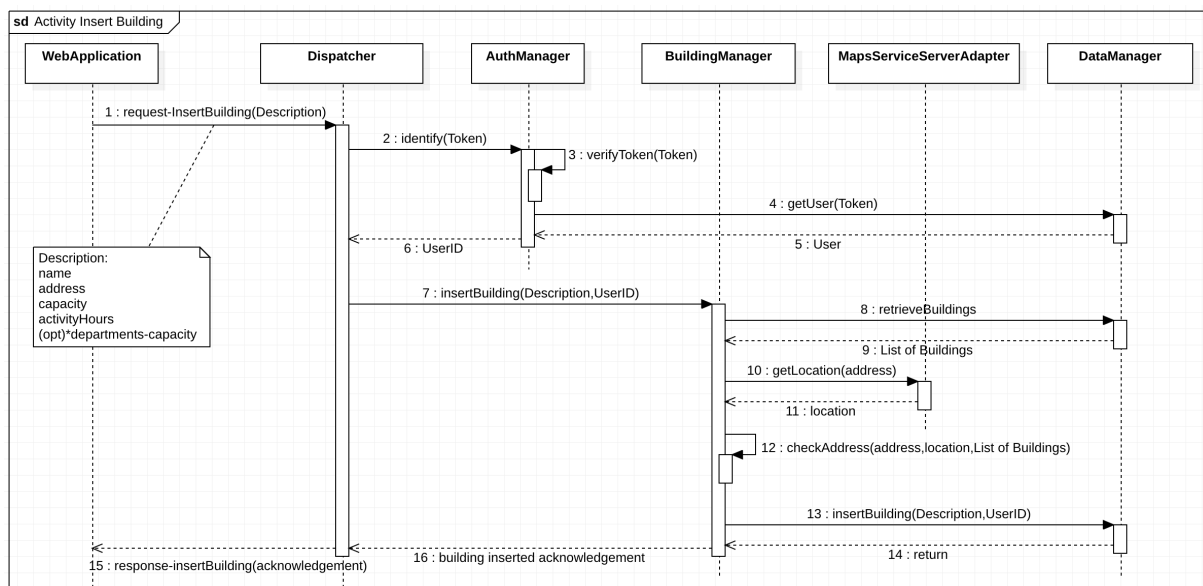 sd Activity Insert Building
WebApplication
Dispatcher
AuthManager
BuildingManager
MapsServiceServerAdapter
DataManager
1 : request-InsertBuilding(Description)
2 : identify(Token)
3 : verifyToken(Token)
4 : getUser(Token)
5 : User
6 : UserID
Description:
name
address
capacity
activityHours
(opt)*departments-capacity
7 : insertBuilding(Description,UserID)
8 : retrieveBuildings
9 : List of Buildings
10 : getLocation(address)
11 : location
12 : checkAddress(address,location,List of Buildings)
13 : insertBuilding(Description,UserID)
14 : return
16 : building inserted acknowledgement
15 : response-insertBuilding(acknowledgement)